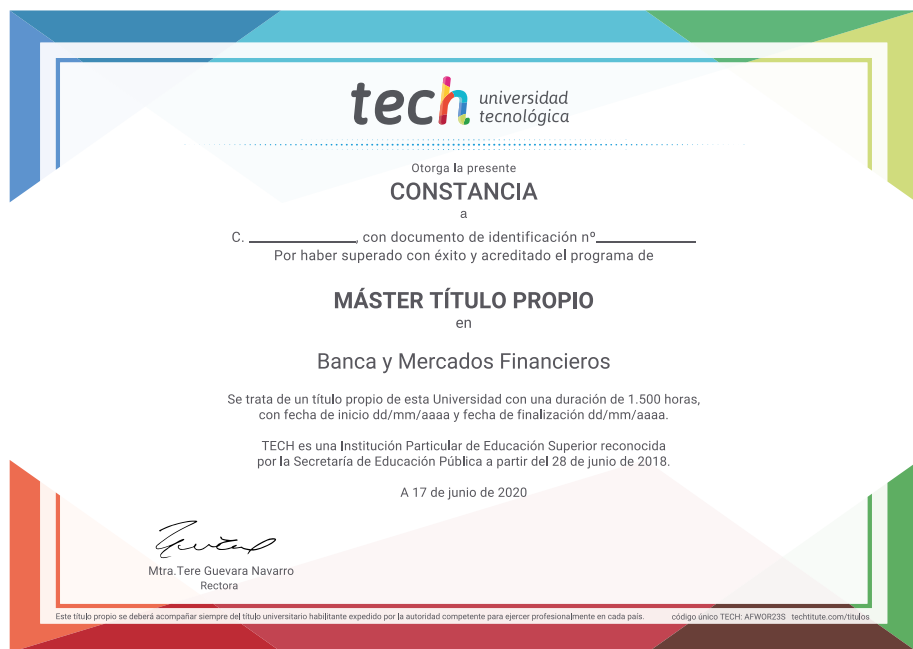 tech universidad
tecnológica
Otorga la presente
CONSTANCIA
a
C. ____________, con documento de identificación nº____________
Por haber superado con éxito y acreditado el programa de
MÁSTER TÍTULO PROPIO
en
Banca y Mercados Financieros
Se trata de un título propio de esta Universidad con una duración de 1.500 horas,
con fecha de inicio dd/mm/aaaa y fecha de finalización dd/mm/aaaa.
TECH es una Institución Particular de Educación Superior reconocida
por la Secretaría de Educación Pública a partir del 28 de junio de 2018.
A 17 de junio de 2020
Mtra.Tere Guevara Navarro
Rectora
Este título propio se deberá acompañar siempre del título universitario habilitante expedido por la autoridad competente para ejercer profesionalmente en cada país. código único TECH: AFWOR23S techtitute.com/titulos